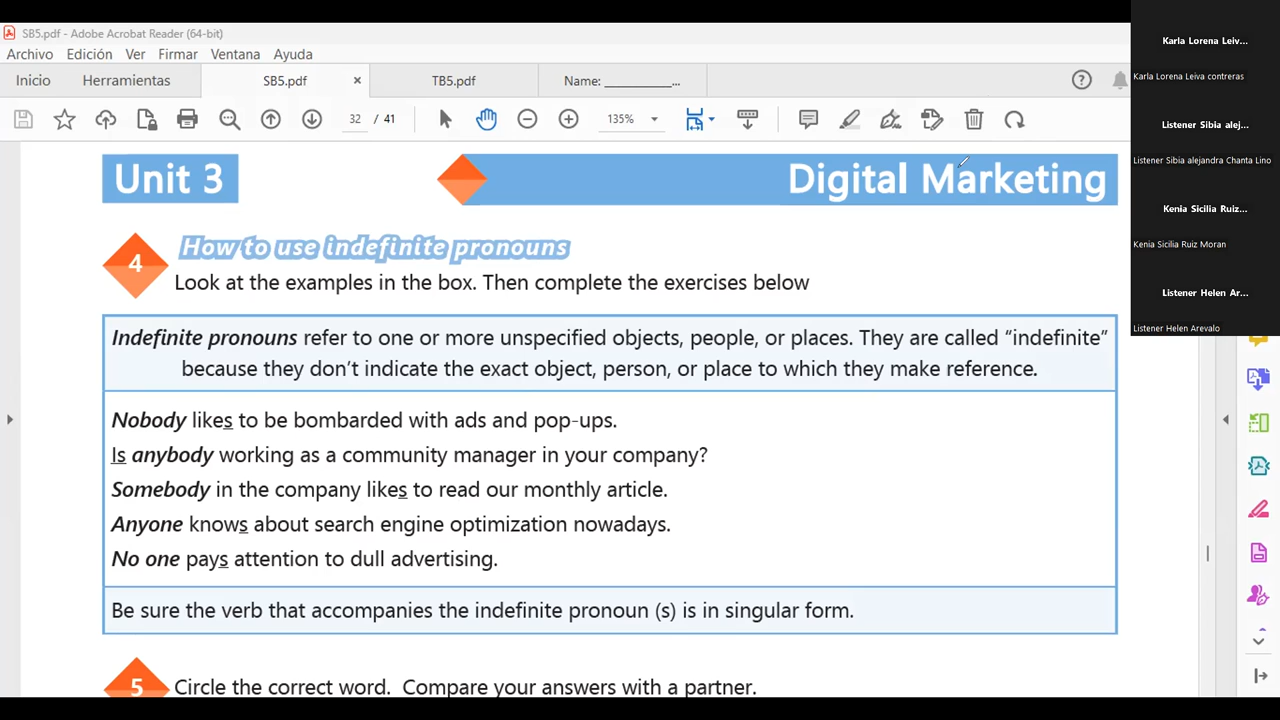 SB5.pdf - Adobe Acrobat Reader (64-bit)
Archivo Edición Ver Firmar Ventana Ayuda
Inicio Herramientas SB5.pdf × TB5.pdf Name: ____________...
32 / 41 135%
Karla Lorena Leiv...
Karla Lorena Leiva contreras
Listener Sibia alej...
Listener Sibia alejandra Chanta Lino
Kenia Sicilia Ruiz...
Kenia Sicilia Ruiz Moran
Listener Helen Ar...
Listener Helen Arevalo
Unit 3 Digital Marketing
4 How to use indefinite pronouns
Look at the examples in the box. Then complete the exercises below
Indefinite pronouns refer to one or more unspecified objects, people, or places. They are called “indefinite”
because they don’t indicate the exact object, person, or place to which they make reference.
Nobody likes to be bombarded with ads and pop-ups.
Is anybody working as a community manager in your company?
Somebody in the company likes to read our monthly article.
Anyone knows about search engine optimization nowadays.
No one pays attention to dull advertising.
Be sure the verb that accompanies the indefinite pronoun (s) is in singular form.
5 Circle the correct word. Compare your answers with a partner.